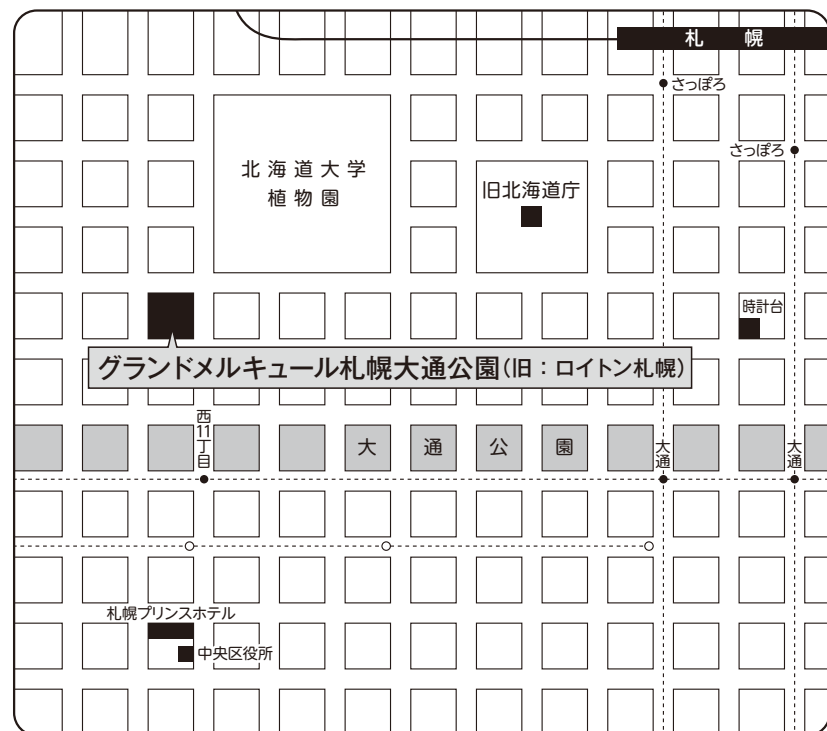 札幌
さっぽろ
さっぽろ
北海道大学
植物園
旧北海道庁
時計台
グランドメルキュール札幌大通公園(旧：ロイトン札幌)
西11丁目
大通公園
大通
大通
札幌プリンスホテル
中央区役所